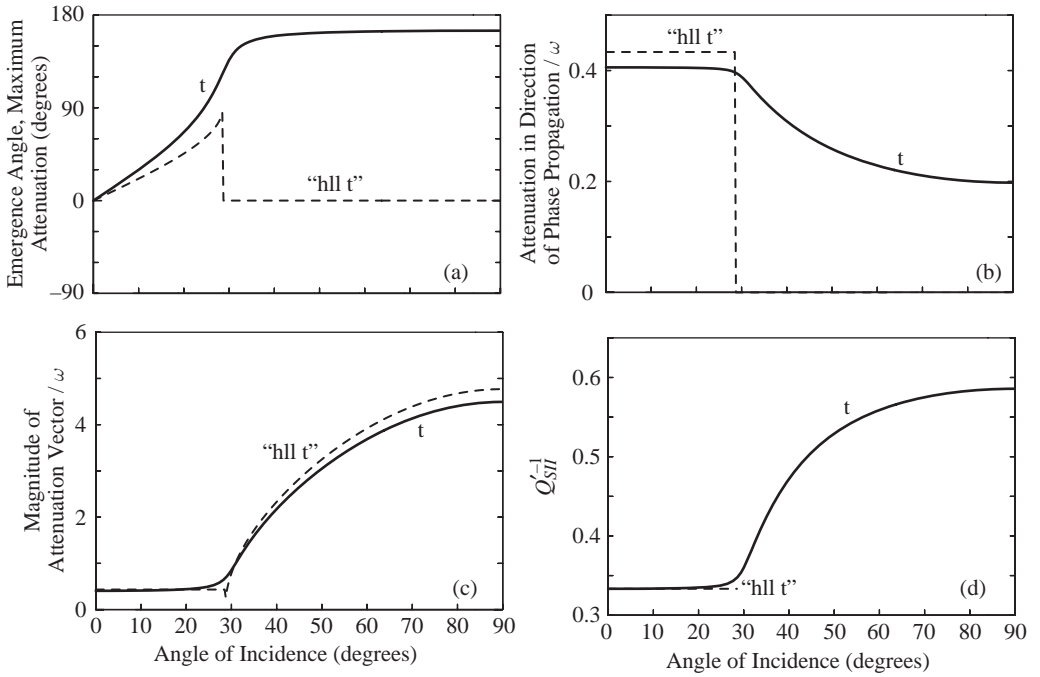 180
90
0
–90
Emergence Angle, Maximum
Attenuation (degrees)
t
“hll t”
(a)
0.4
0.2
0
Attenuation in Direction
of Phase Propagation / ω
“hll t”
t
(b)
6
4
2
0
Magnitude of
Attenuation Vector / ω
“hll t”
t
(c)
0 10 20 30 40 50 60 70 80 90
Angle of Incidence (degrees)
0.6
0.5
0.4
0.3
Q′⁻¹SII
t
“hll t”
(d)
0 10 20 30 40 50 60 70 80 90
Angle of Incidence (degrees)